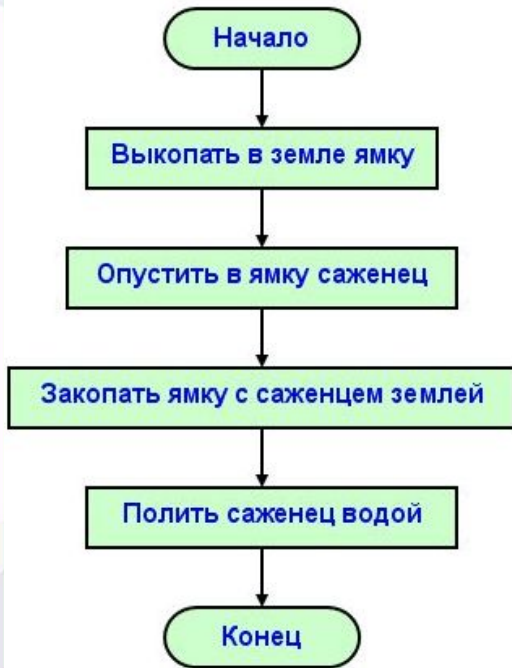 Начало
Выкопать в земле ямку
Опустить в ямку саженец
Закопать ямку с саженцем землей
Полить саженец водой
Конец